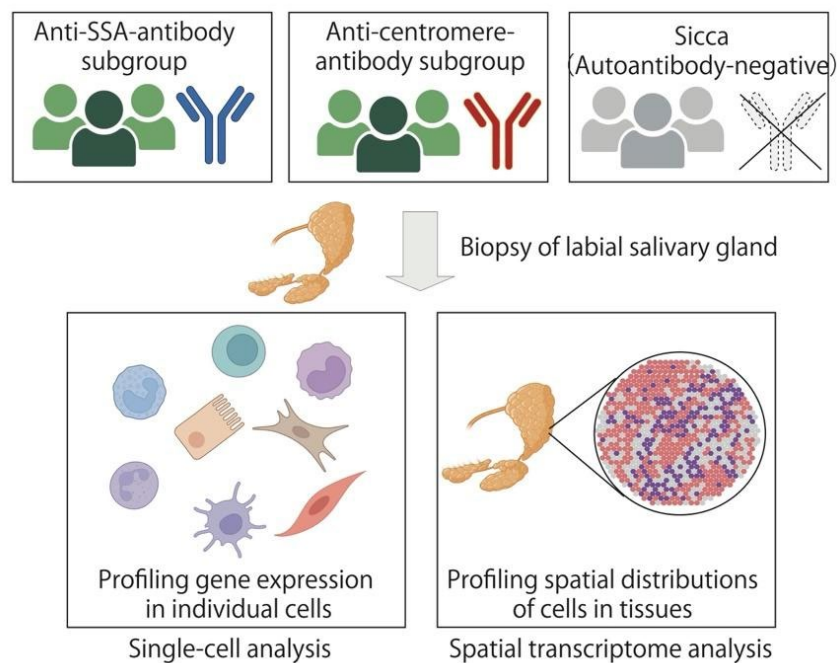 Anti-SSA-antibody
subgroup
Anti-centromere-
antibody subgroup
Sicca
(Autoantibody-negative)
Biopsy of labial salivary gland
Profiling gene expression
in individual cells
Profiling spatial distributions
of cells in tissues
Single-cell analysis
Spatial transcriptome analysis